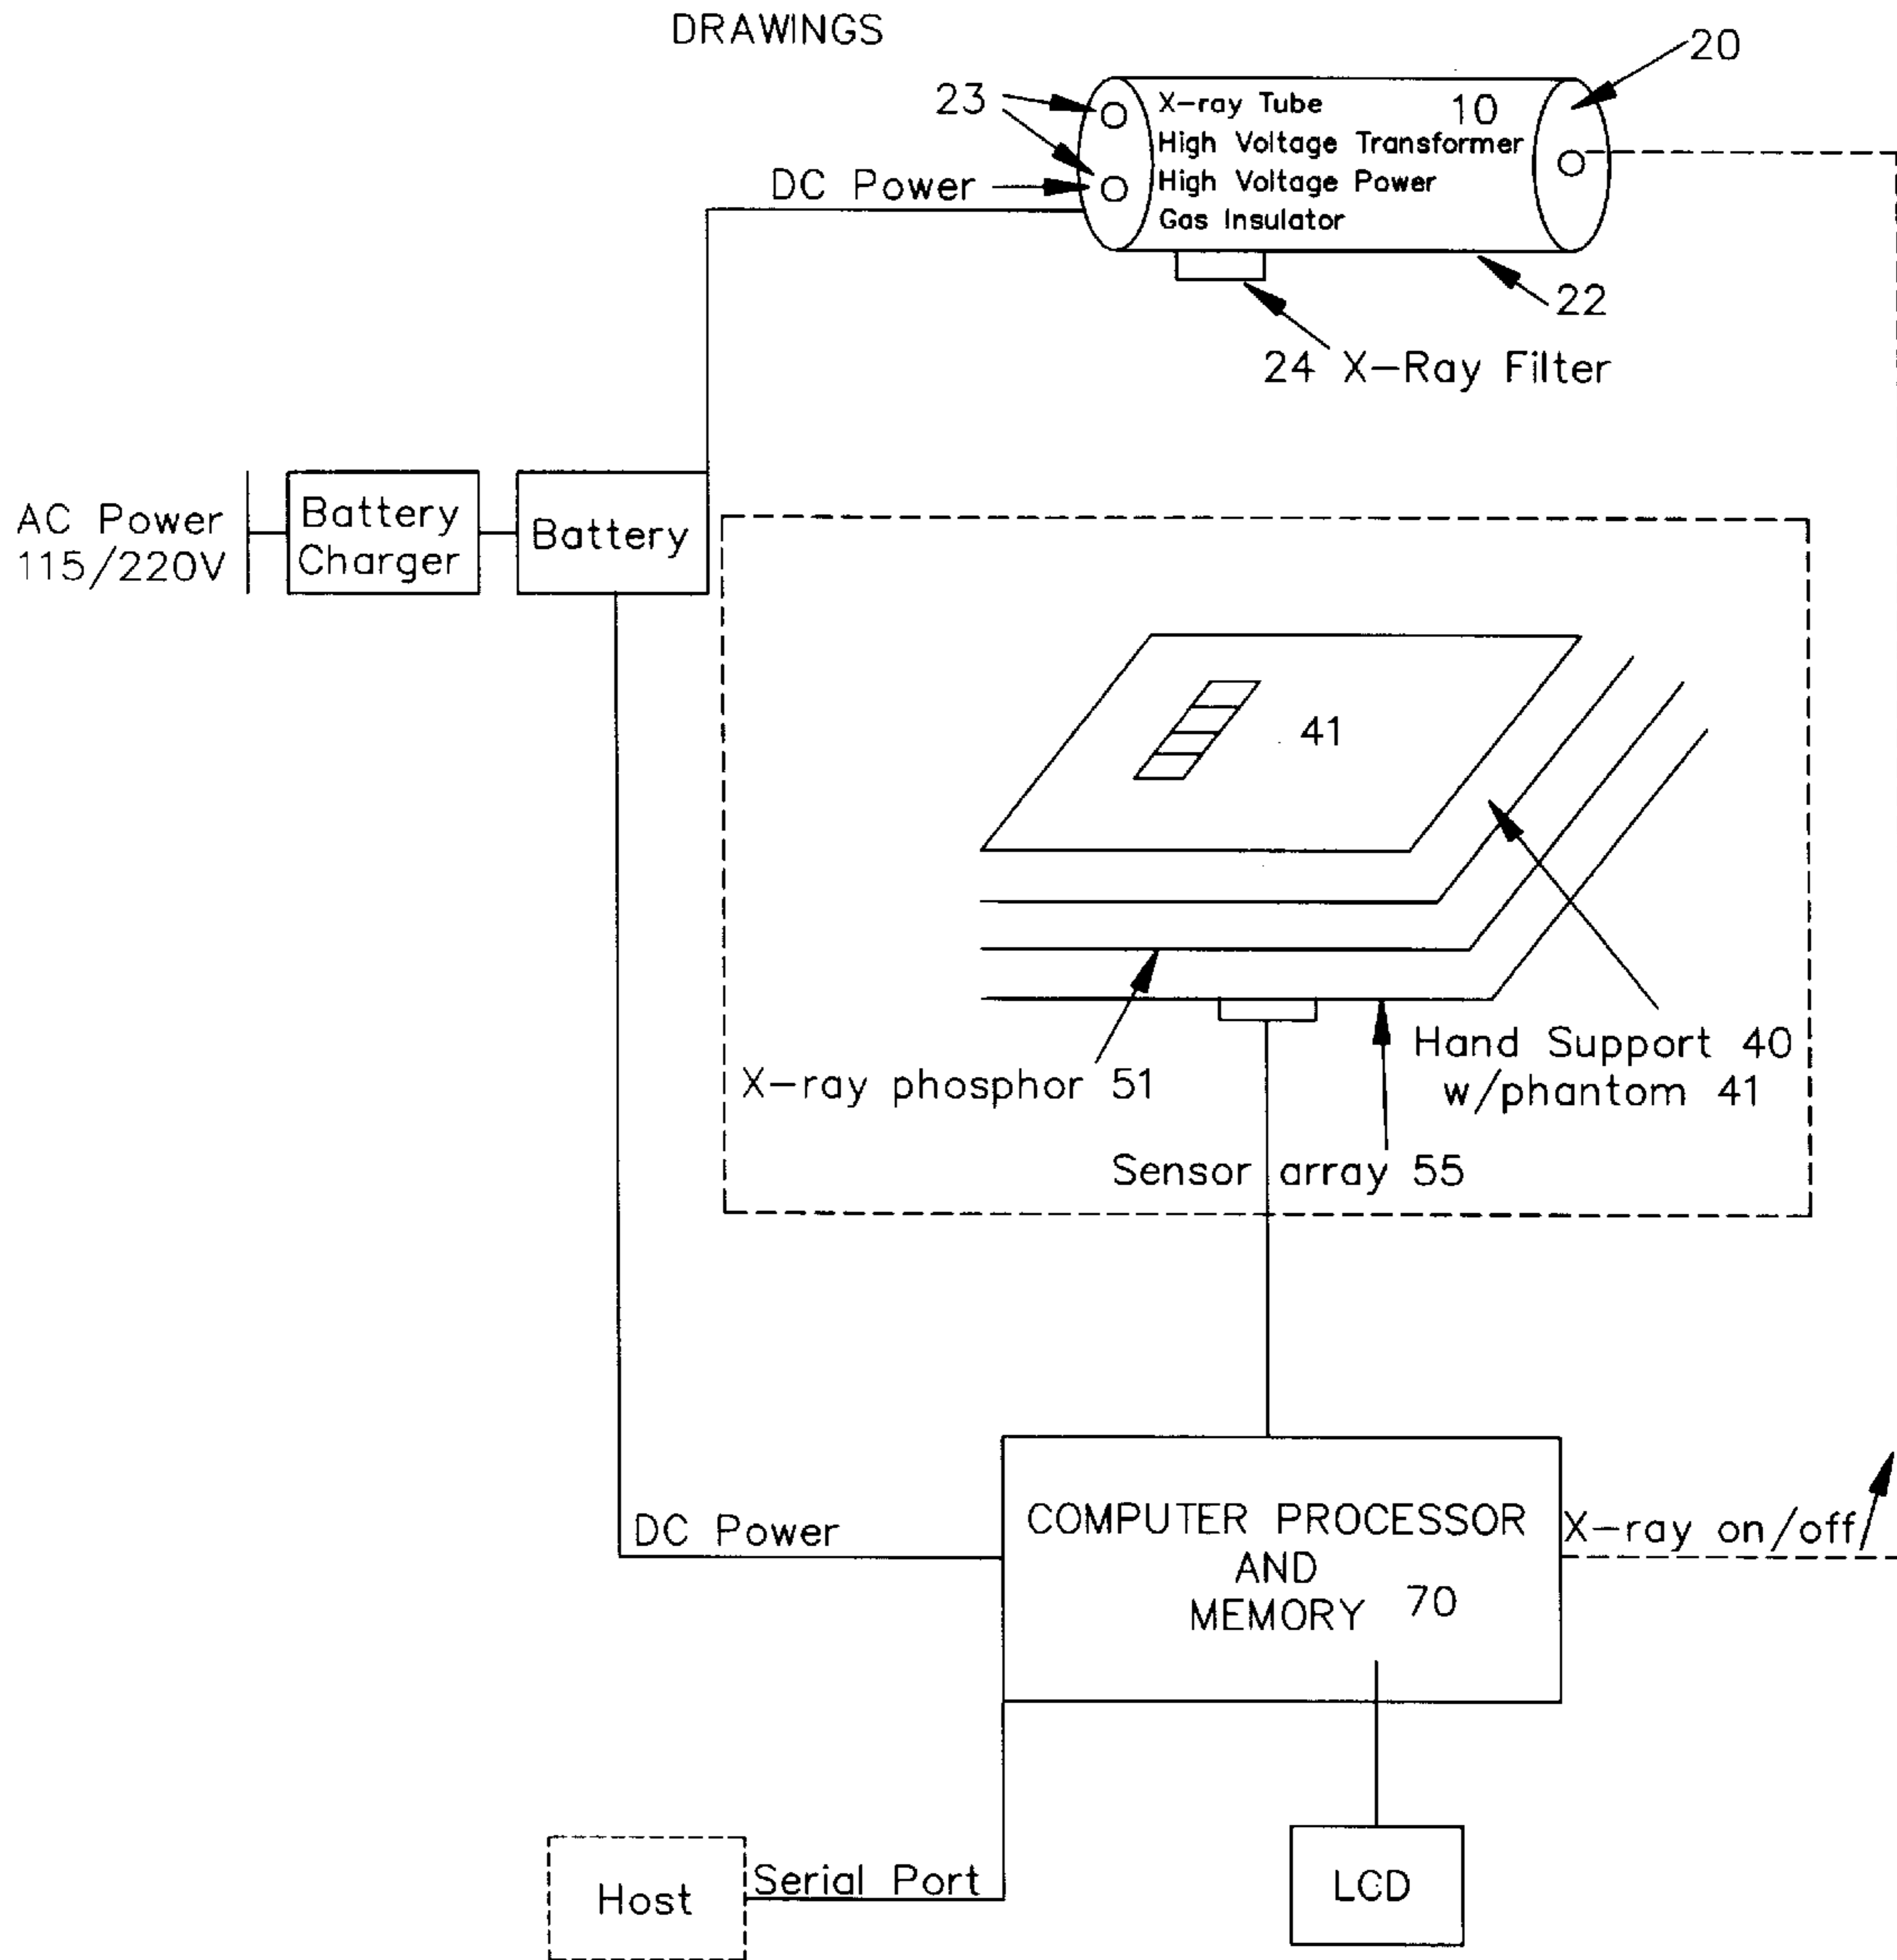 DRAWINGS
20
23
X-ray Tube 10
High Voltage Transformer
DC Power
High Voltage Power
Gas Insulator
22
24 X-Ray Filter
AC Power
115/220V
Battery
Charger
Battery
41
Hand Support 40
w/phantom 41
X-ray phosphor 51
Sensor array 55
DC Power
COMPUTER PROCESSOR
AND
MEMORY 70
X-ray on/off
Host
Serial Port
LCD